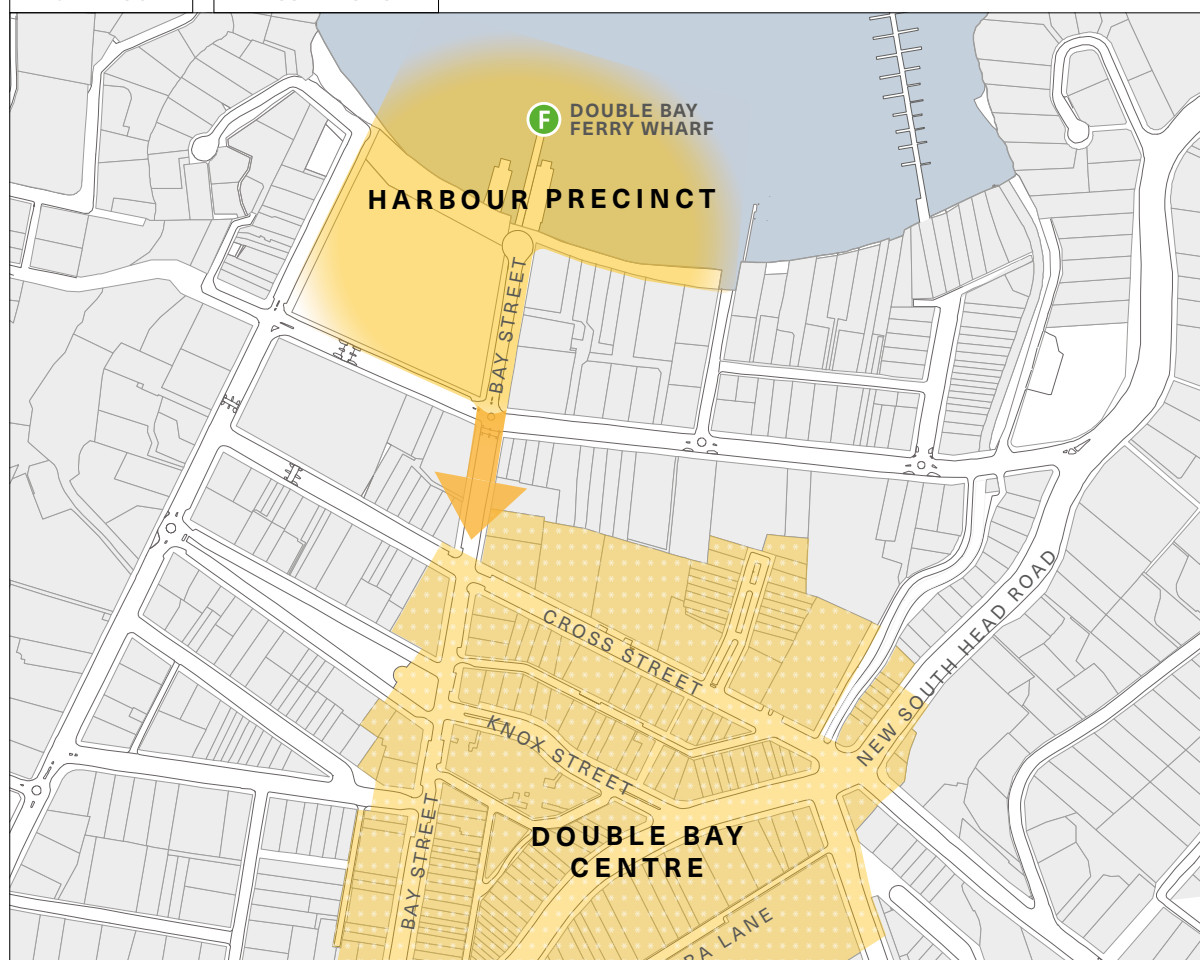 F
DOUBLE BAY
FERRY WHARF
HARBOUR PRECINCT
BAY STREET
CROSS STREET
NEW SOUTH HEAD ROAD
KNOX STREET
DOUBLE BAY
CENTRE
BAY STREET
LANE